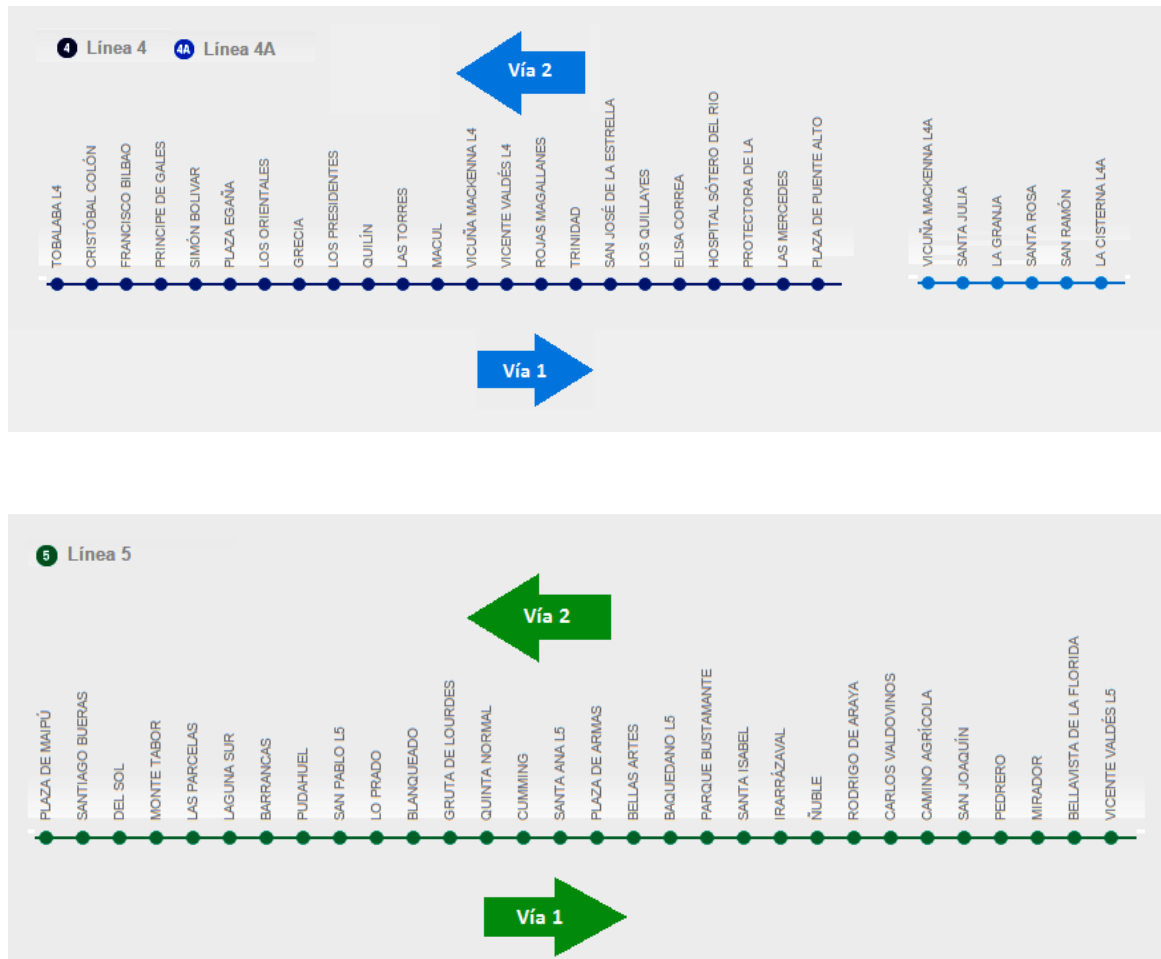 4 Línea 4
4A Línea 4A
Vía 2
TOBALABA L4
CRISTÓBAL COLÓN
FRANCISCO BILBAO
PRINCIPE DE GALES
SIMÓN BOLIVAR
PLAZA EGAÑA
LOS ORIENTALES
GRECIA
LOS PRESIDENTES
QUILÍN
LAS TORRES
MACUL
VICUÑA MACKENNA L4
VICENTE VALDÉS L4
ROJAS MAGALLANES
TRINIDAD
SAN JOSÉ DE LA ESTRELLA
LOS QUILLAYES
ELISA CORREA
HOSPITAL SÓTERO DEL RIO
PROTECTORA DE LA
LAS MERCEDES
PLAZA DE PUENTE ALTO
VICUÑA MACKENNA L4A
SANTA JULIA
LA GRANJA
SANTA ROSA
SAN RAMÓN
LA CISTERNA L4A
Vía 1
5 Línea 5
Vía 2
PLAZA DE MAIPÚ
SANTIAGO BUERAS
DEL SOL
MONTE TABOR
LAS PARCELAS
LAGUNA SUR
BARRANCAS
PUDAHUEL
SAN PABLO L5
LO PRADO
BLANQUEADO
GRUTA DE LOURDES
QUINTA NORMAL
CUMMING
SANTA ANA L5
PLAZA DE ARMAS
BELLAS ARTES
BAQUEDANO L5
PARQUE BUSTAMANTE
SANTA ISABEL
IRARRÁZAVAL
ÑUBLE
RODRIGO DE ARAYA
CARLOS VALDOVINOS
CAMINO AGRÍCOLA
SAN JOAQUÍN
PEDRERO
MIRADOR
BELLAVISTA DE LA FLORIDA
VICENTE VALDÉS L5
Vía 1